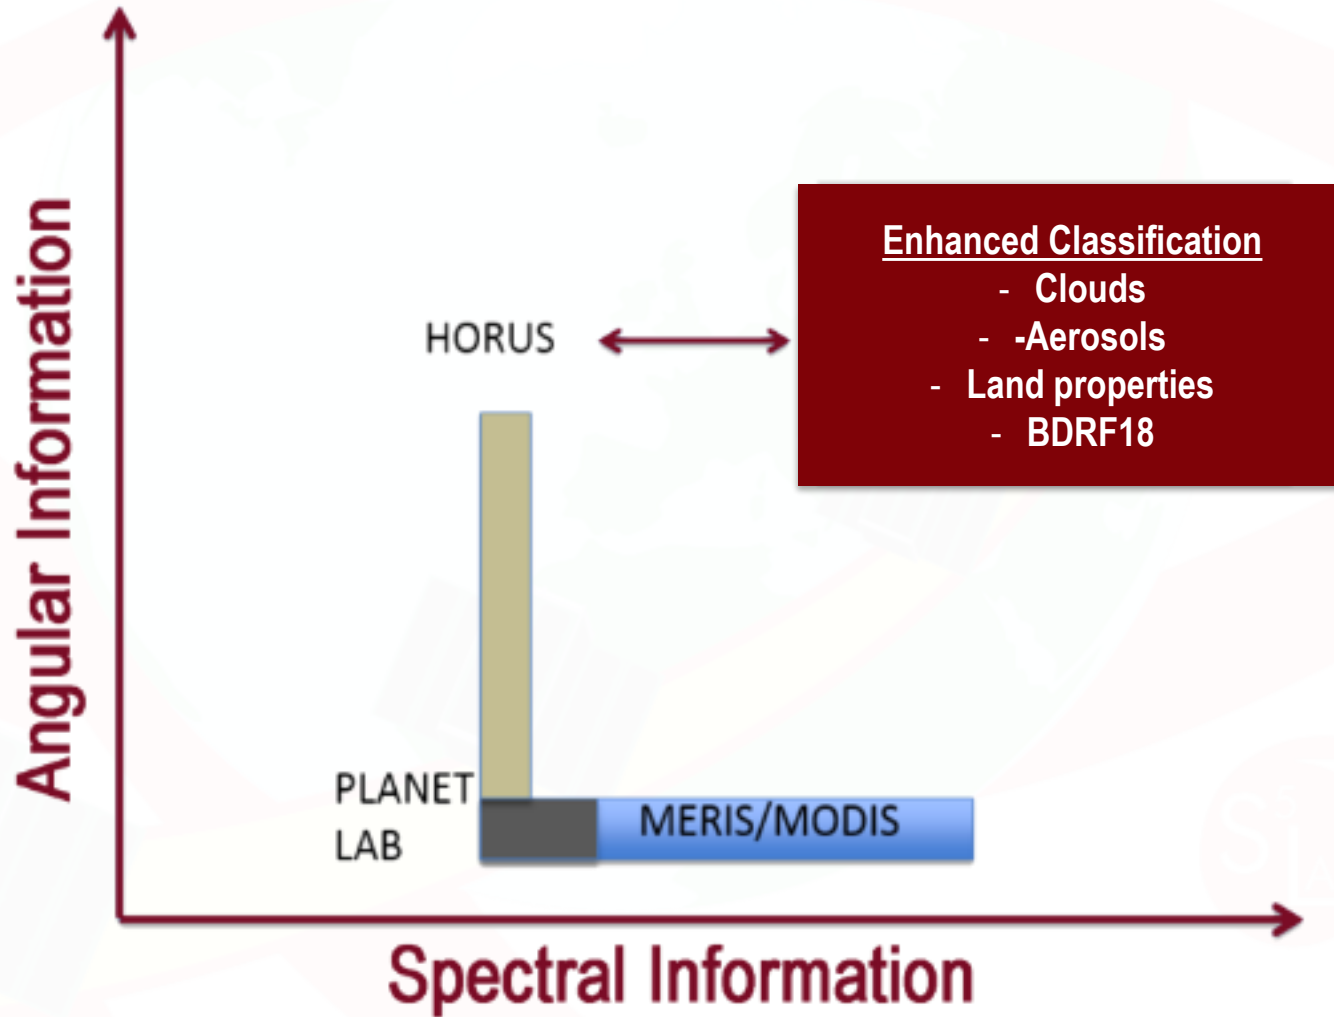 Angular Information
Enhanced Classification
- Clouds
- -Aerosols
- Land properties
- BDRF18
HORUS
PLANET
LAB
MERIS/MODIS
Spectral Information